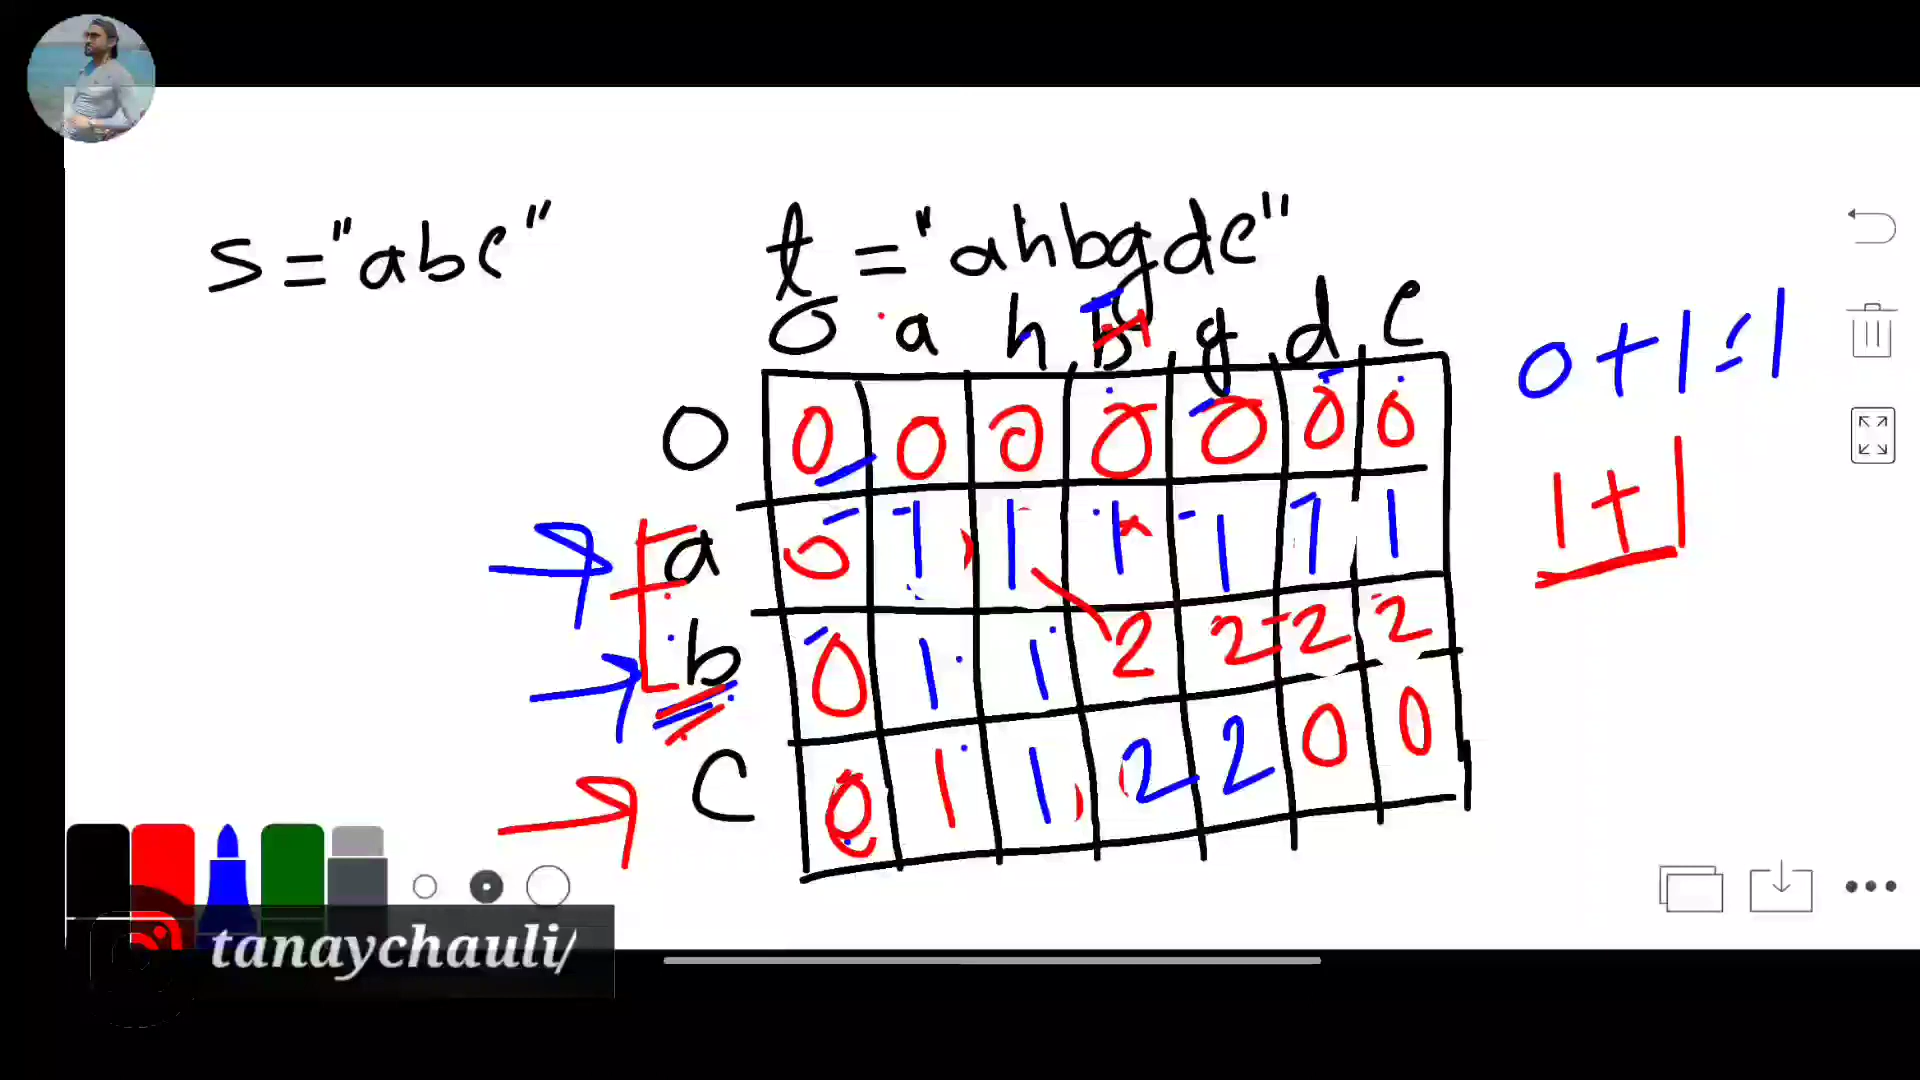 s="abc" t="ahbgdc"
0 a h b g d c
0 0 0 0 0 0 0 0
a 0 1 1 1 1 1 1
b 0 1 1 2 2 2 2
c 0 1 1 2 2 0 0
0+1=1
1+1
tanaychauli/